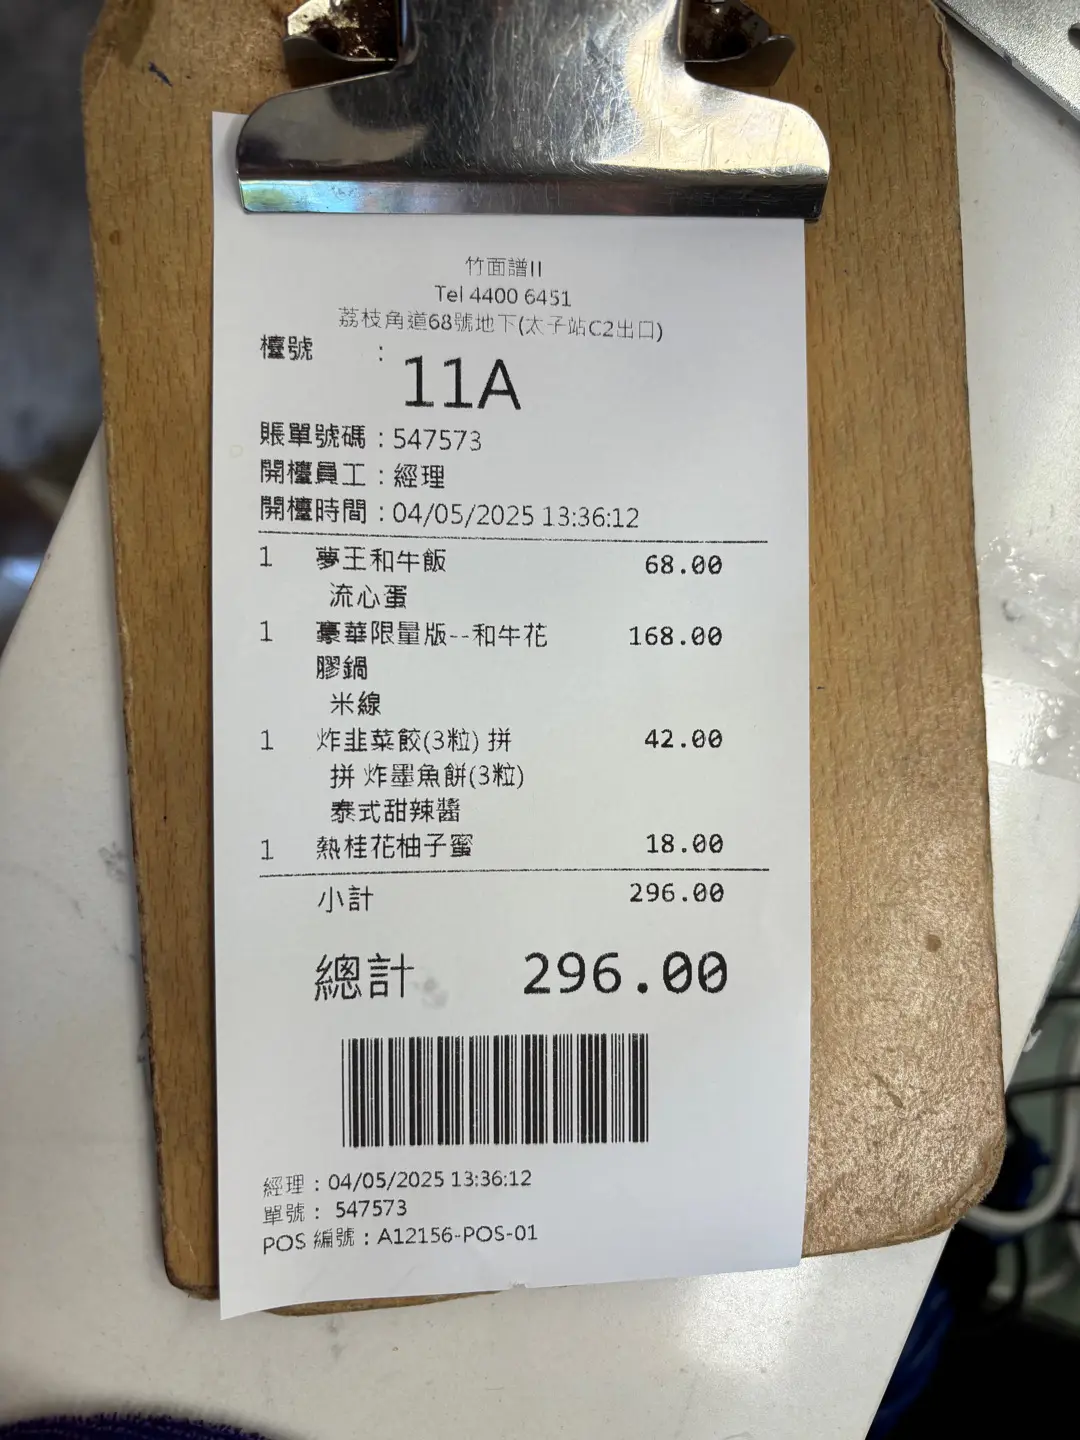 竹面譜II
Tel 4400 6451
荔枝角道68號地下(太子站C2出口)
檯號 : 11A
賬單號碼 : 547573
開檯員工 : 經理
開檯時間 : 04/05/2025 13:36:12
1 夢王和牛飯 68.00
流心蛋
1 豪華限量版--和牛花 168.00
膠鍋
米線
1 炸韭菜餃(3粒) 拼 42.00
拼 炸墨魚餅(3粒)
泰式甜辣醬
1 熱桂花柚子蜜 18.00
小計 296.00
總計 296.00
經理 : 04/05/2025 13:36:12
單號 : 547573
POS 編號 : A12156-POS-01